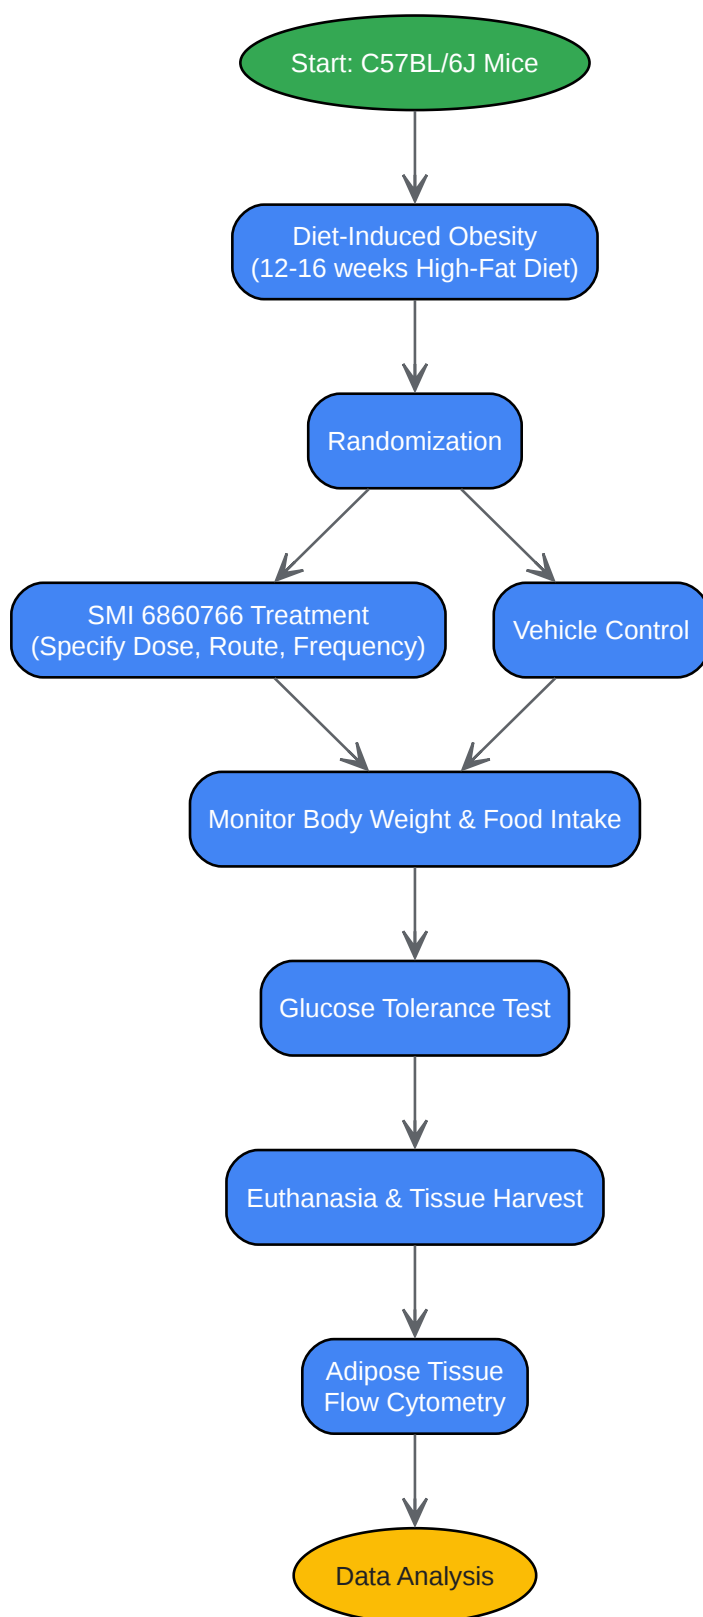 Start: C57BL/6J Mice
Diet-Induced Obesity
(12-16 weeks High-Fat Diet)
Randomization
SMI 6860766 Treatment
(Specify Dose, Route, Frequency)
Vehicle Control
Monitor Body Weight & Food Intake
Glucose Tolerance Test
Euthanasia & Tissue Harvest
Adipose Tissue
Flow Cytometry
Data Analysis